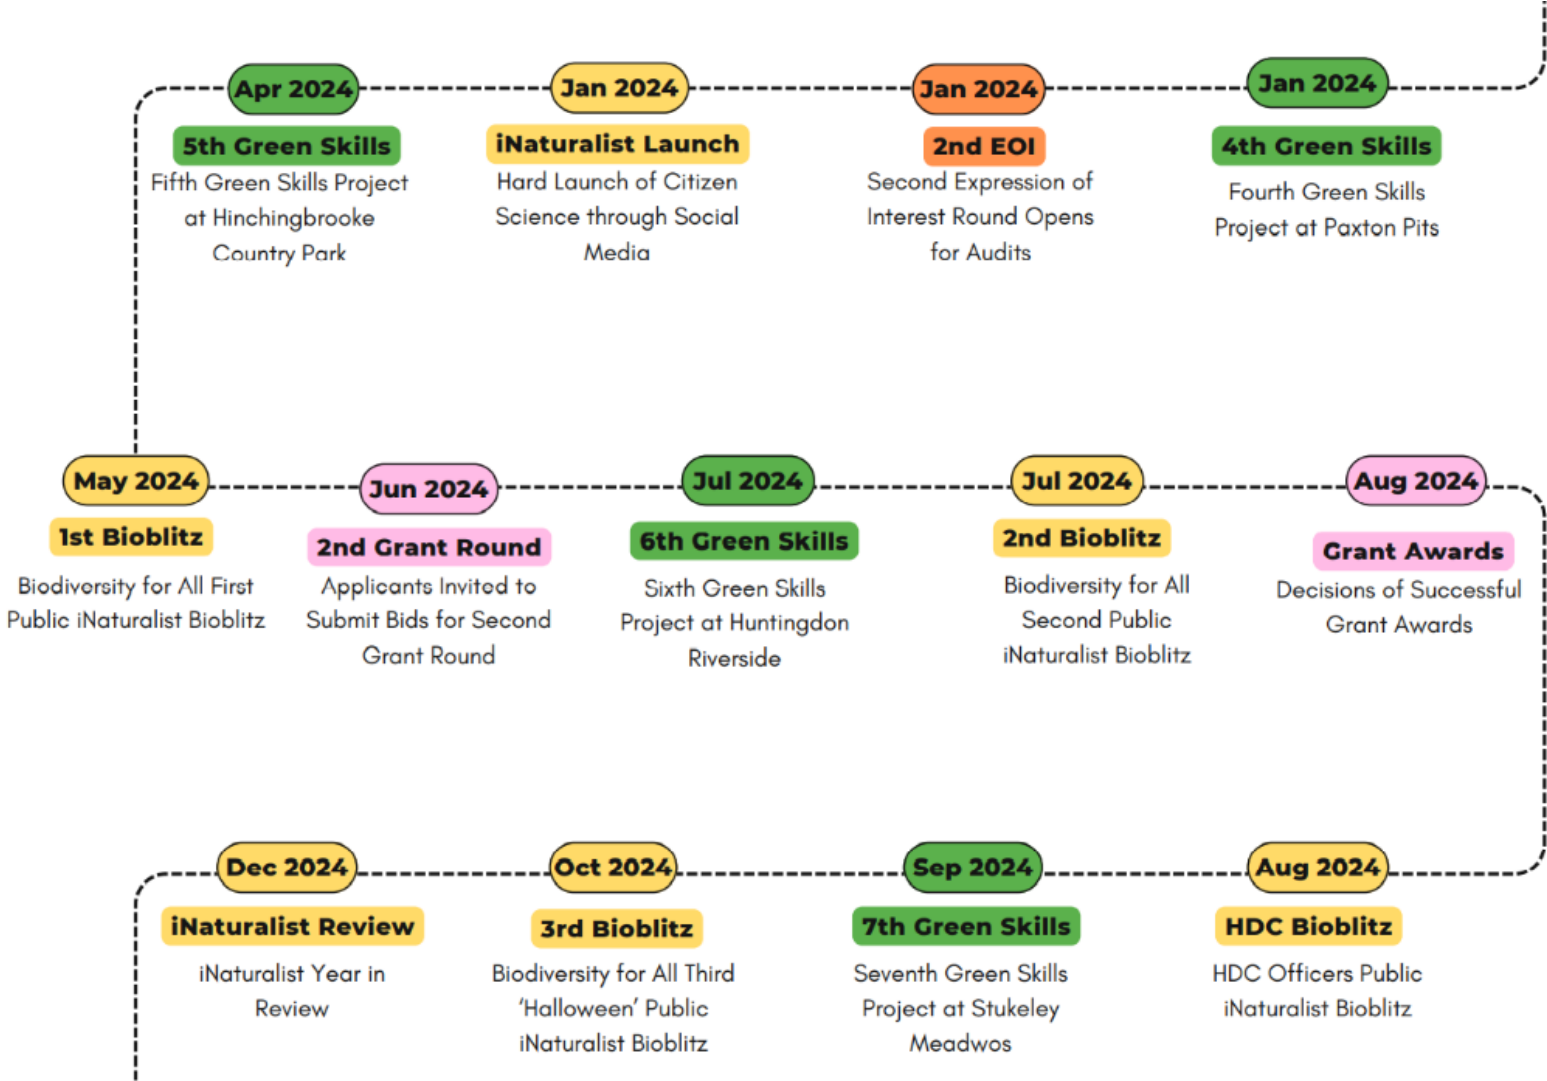 Apr 2024
5th Green Skills
Fifth Green Skills Project
at Hinchingbrooke
Country Park
Jan 2024
iNaturalist Launch
Hard Launch of Citizen
Science through Social
Media
Jan 2024
2nd EOI
Second Expression of
Interest Round Opens
for Audits
Jan 2024
4th Green Skills
Fourth Green Skills
Project at Paxton Pits
May 2024
1st Bioblitz
Biodiversity for All First
Public iNaturalist Bioblitz
Jun 2024
2nd Grant Round
Applicants Invited to
Submit Bids for Second
Grant Round
Jul 2024
6th Green Skills
Sixth Green Skills
Project at Huntingdon
Riverside
Jul 2024
2nd Bioblitz
Biodiversity for All
Second Public
iNaturalist Bioblitz
Aug 2024
Grant Awards
Decisions of Successful
Grant Awards
Dec 2024
iNaturalist Review
iNaturalist Year in
Review
Oct 2024
3rd Bioblitz
Biodiversity for All Third
'Halloween' Public
iNaturalist Bioblitz
Sep 2024
7th Green Skills
Seventh Green Skills
Project at Stukeley
Meadwos
Aug 2024
HDC Bioblitz
HDC Officers Public
iNaturalist Bioblitz